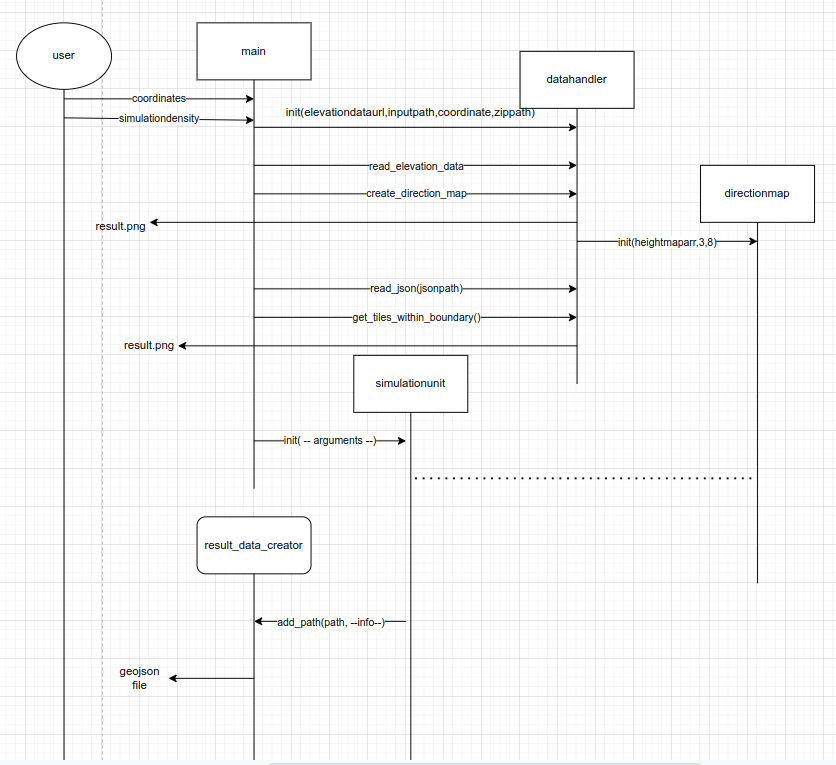 user
main
datahandler
coordinates
simulationdensity
init(elevationdataurl,inputpath,coordinate,zippath)
read_elevation_data
create_direction_map
directionmap
result.png
init(heightmaparr,3,8)
read_json(jsonpath)
get_tiles_within_boundary()
result.png
simulationunit
init( -- arguments --)
result_data_creator
add_path(path, --info--)
geojson
file